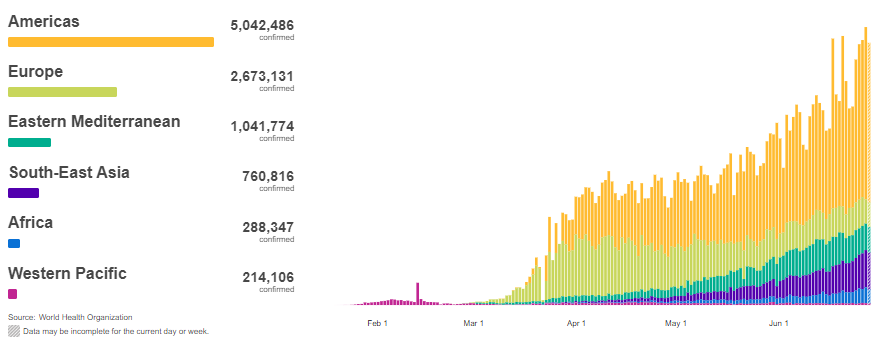 Americas
5,042,486
confirmed
Europe
2,673,131
confirmed
Eastern Mediterranean
1,041,774
confirmed
South-East Asia
760,816
confirmed
Africa
288,347
confirmed
Western Pacific
214,106
confirmed
Source: World Health Organization
Data may be incomplete for the current day or week.
Feb 1 Mar 1 Apr 1 May 1 Jun 1